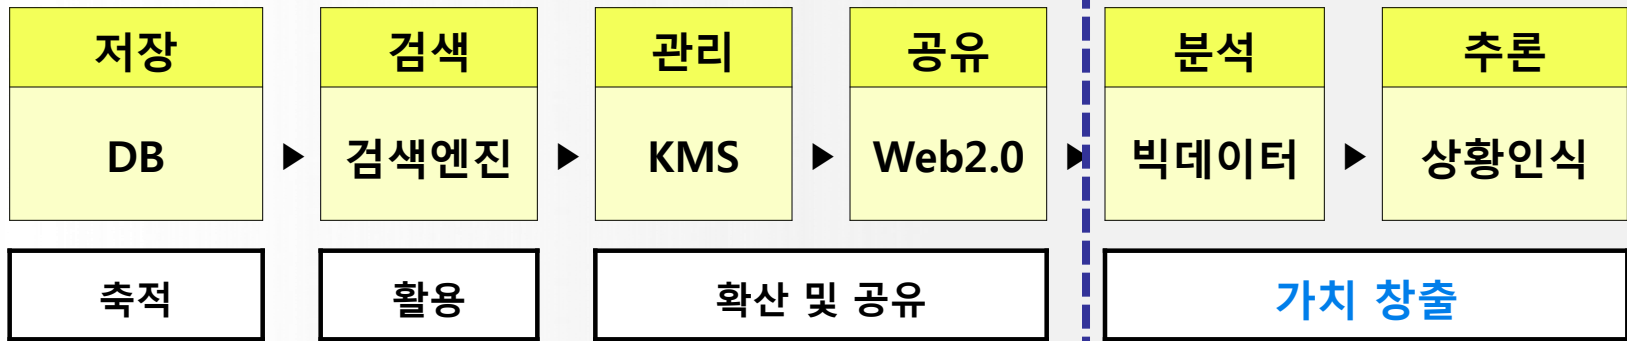 저장
검색
관리
공유
분석
추론
DB
검색엔진
KMS
Web2.0
빅데이터
상황인식
축적
활용
확산 및 공유
가치 창출